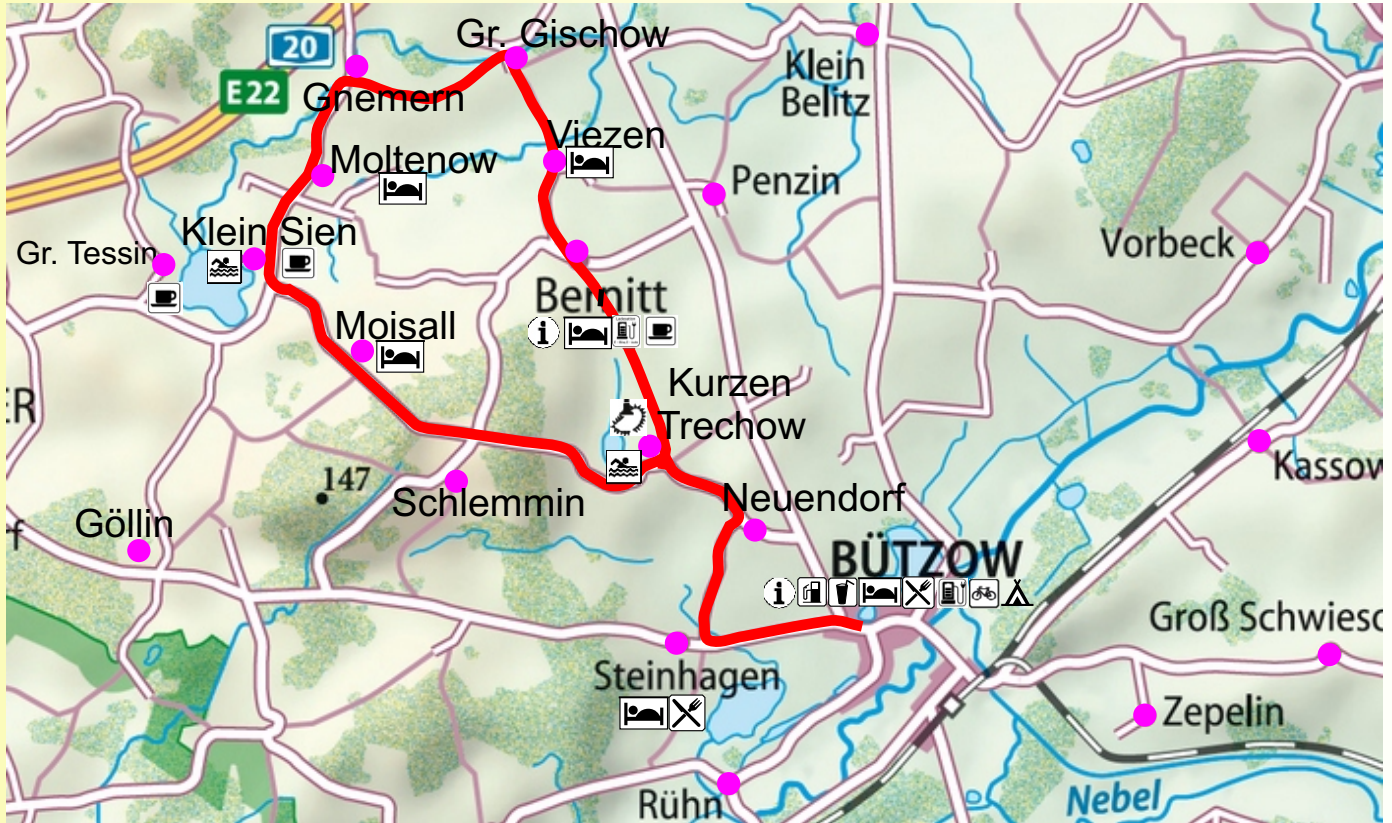 20
E22
Gr. Gischow
Klein
Belitz
Gnemern
Viezen
Moltenow
Penzin
Klein Sien
Gr. Tessin
Vorbeck
Bernitt
Moisall
Kurzen
Trechow
ER
Kassow
147
Schlemmin
Neuendorf
Göllin
f
BÜTZOW
Groß Schwiesc
Steinhagen
Zepelin
Rühn
Nebel